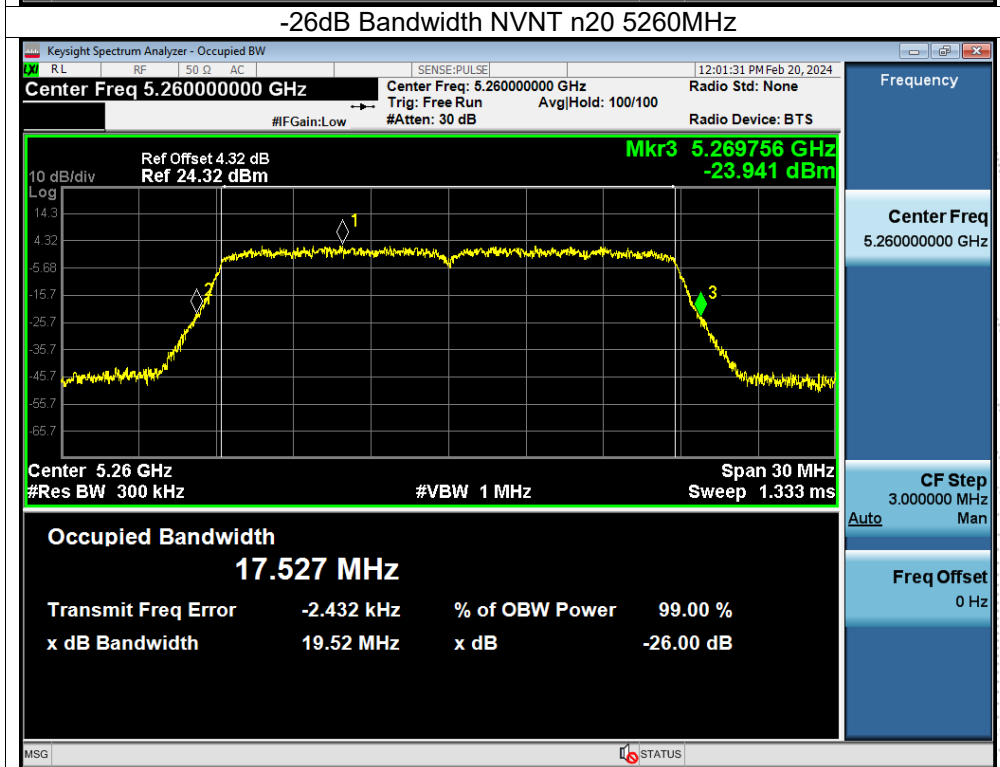 -26dB Bandwidth NVNT n20 5260MHz
Keysight Spectrum Analyzer - Occupied BW
LXI RL RF 50 Ω AC SENSE:PULSE 12:01:31 PM Feb 20, 2024
Center Freq 5.260000000 GHz
Center Freq: 5.260000000 GHz Radio Std: None
Trig: Free Run Avg|Hold: 100/100
#IFGain:Low #Atten: 30 dB Radio Device: BTS
Mkr3 5.269756 GHz
-23.941 dBm
Ref Offset 4.32 dB
10 dB/div Ref 24.32 dBm
Log
14.3
4.32
-5.68
-15.7
-25.7
-35.7
-45.7
-55.7
-65.7
1
2
3
Center 5.26 GHz Span 30 MHz
#Res BW 300 kHz #VBW 1 MHz Sweep 1.333 ms
Occupied Bandwidth
17.527 MHz
Transmit Freq Error -2.432 kHz % of OBW Power 99.00 %
x dB Bandwidth 19.52 MHz x dB -26.00 dB
Frequency
Center Freq
5.260000000 GHz
CF Step
3.000000 MHz
Auto Man
Freq Offset
0 Hz
MSG STATUS